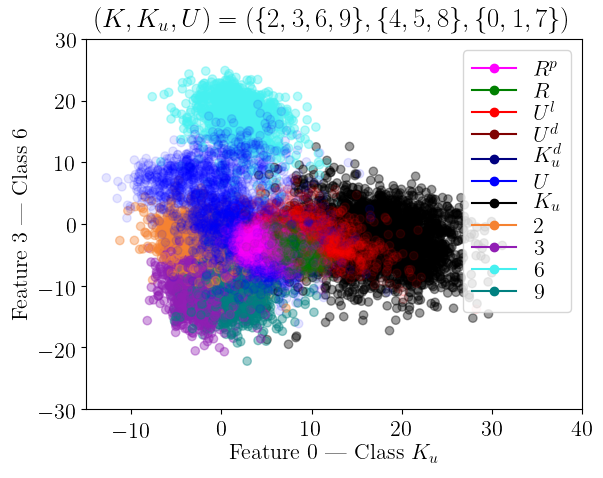 (K, K_u, U) = ({2, 3, 6, 9}, {4, 5, 8}, {0, 1, 7})
Feature 3 — Class 6
30
20
10
0
−10
−20
−30
−10
0
10
20
30
40
Feature 0 — Class K_u
R^p
R
U^l
U^d
K_u^d
U
K_u
2
3
6
9